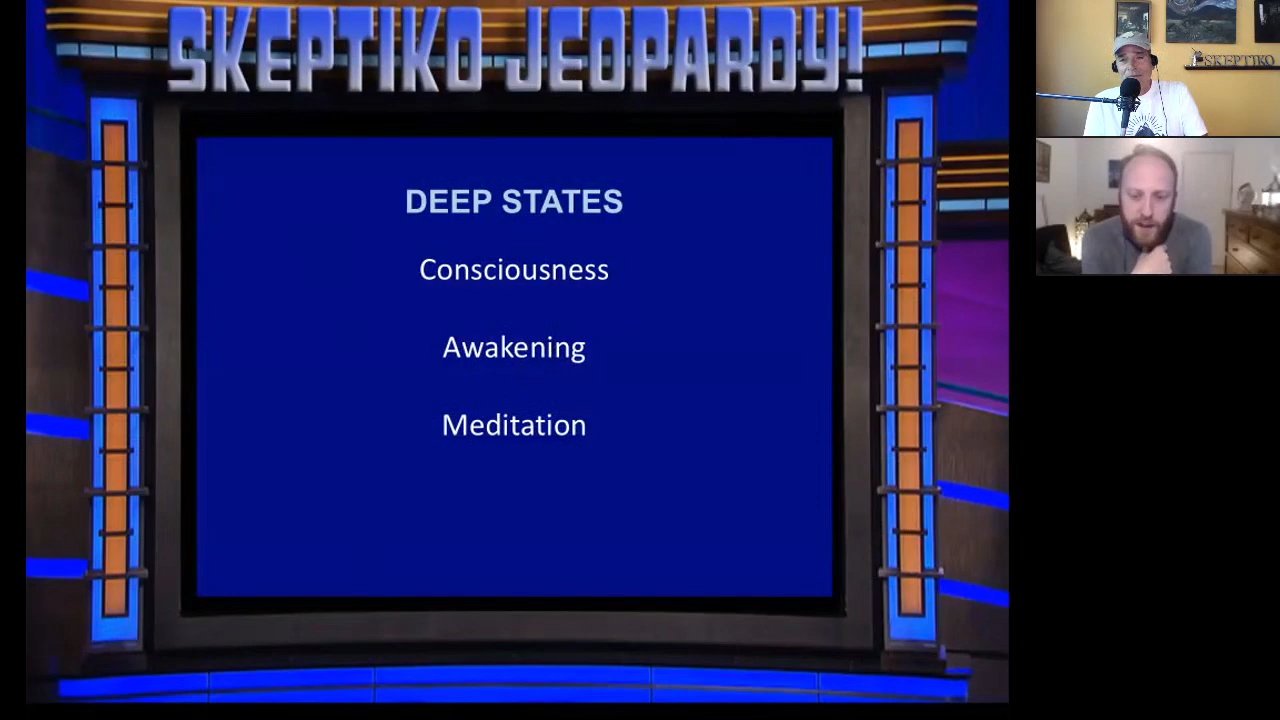 SKEPTIKO JEOPARDY!
SKEPTIKO
DEEP STATES
Consciousness
Awakening
Meditation